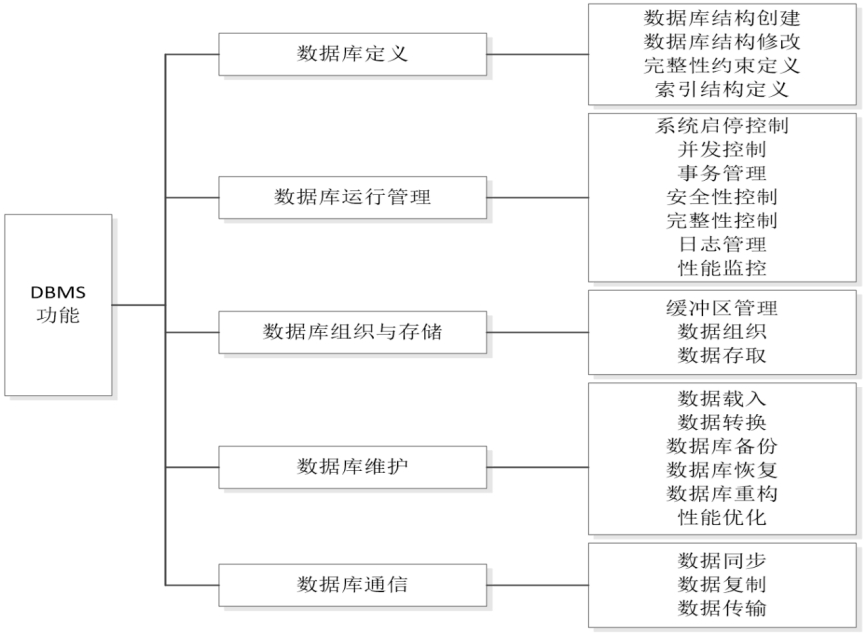 DBMS
功能
数据库定义
数据库结构创建
数据库结构修改
完整性约束定义
索引结构定义
数据库运行管理
系统启停控制
并发控制
事务管理
安全性控制
完整性控制
日志管理
性能监控
数据库组织与存储
缓冲区管理
数据组织
数据存取
数据库维护
数据载入
数据转换
数据库备份
数据库恢复
数据库重构
性能优化
数据库通信
数据同步
数据复制
数据传输